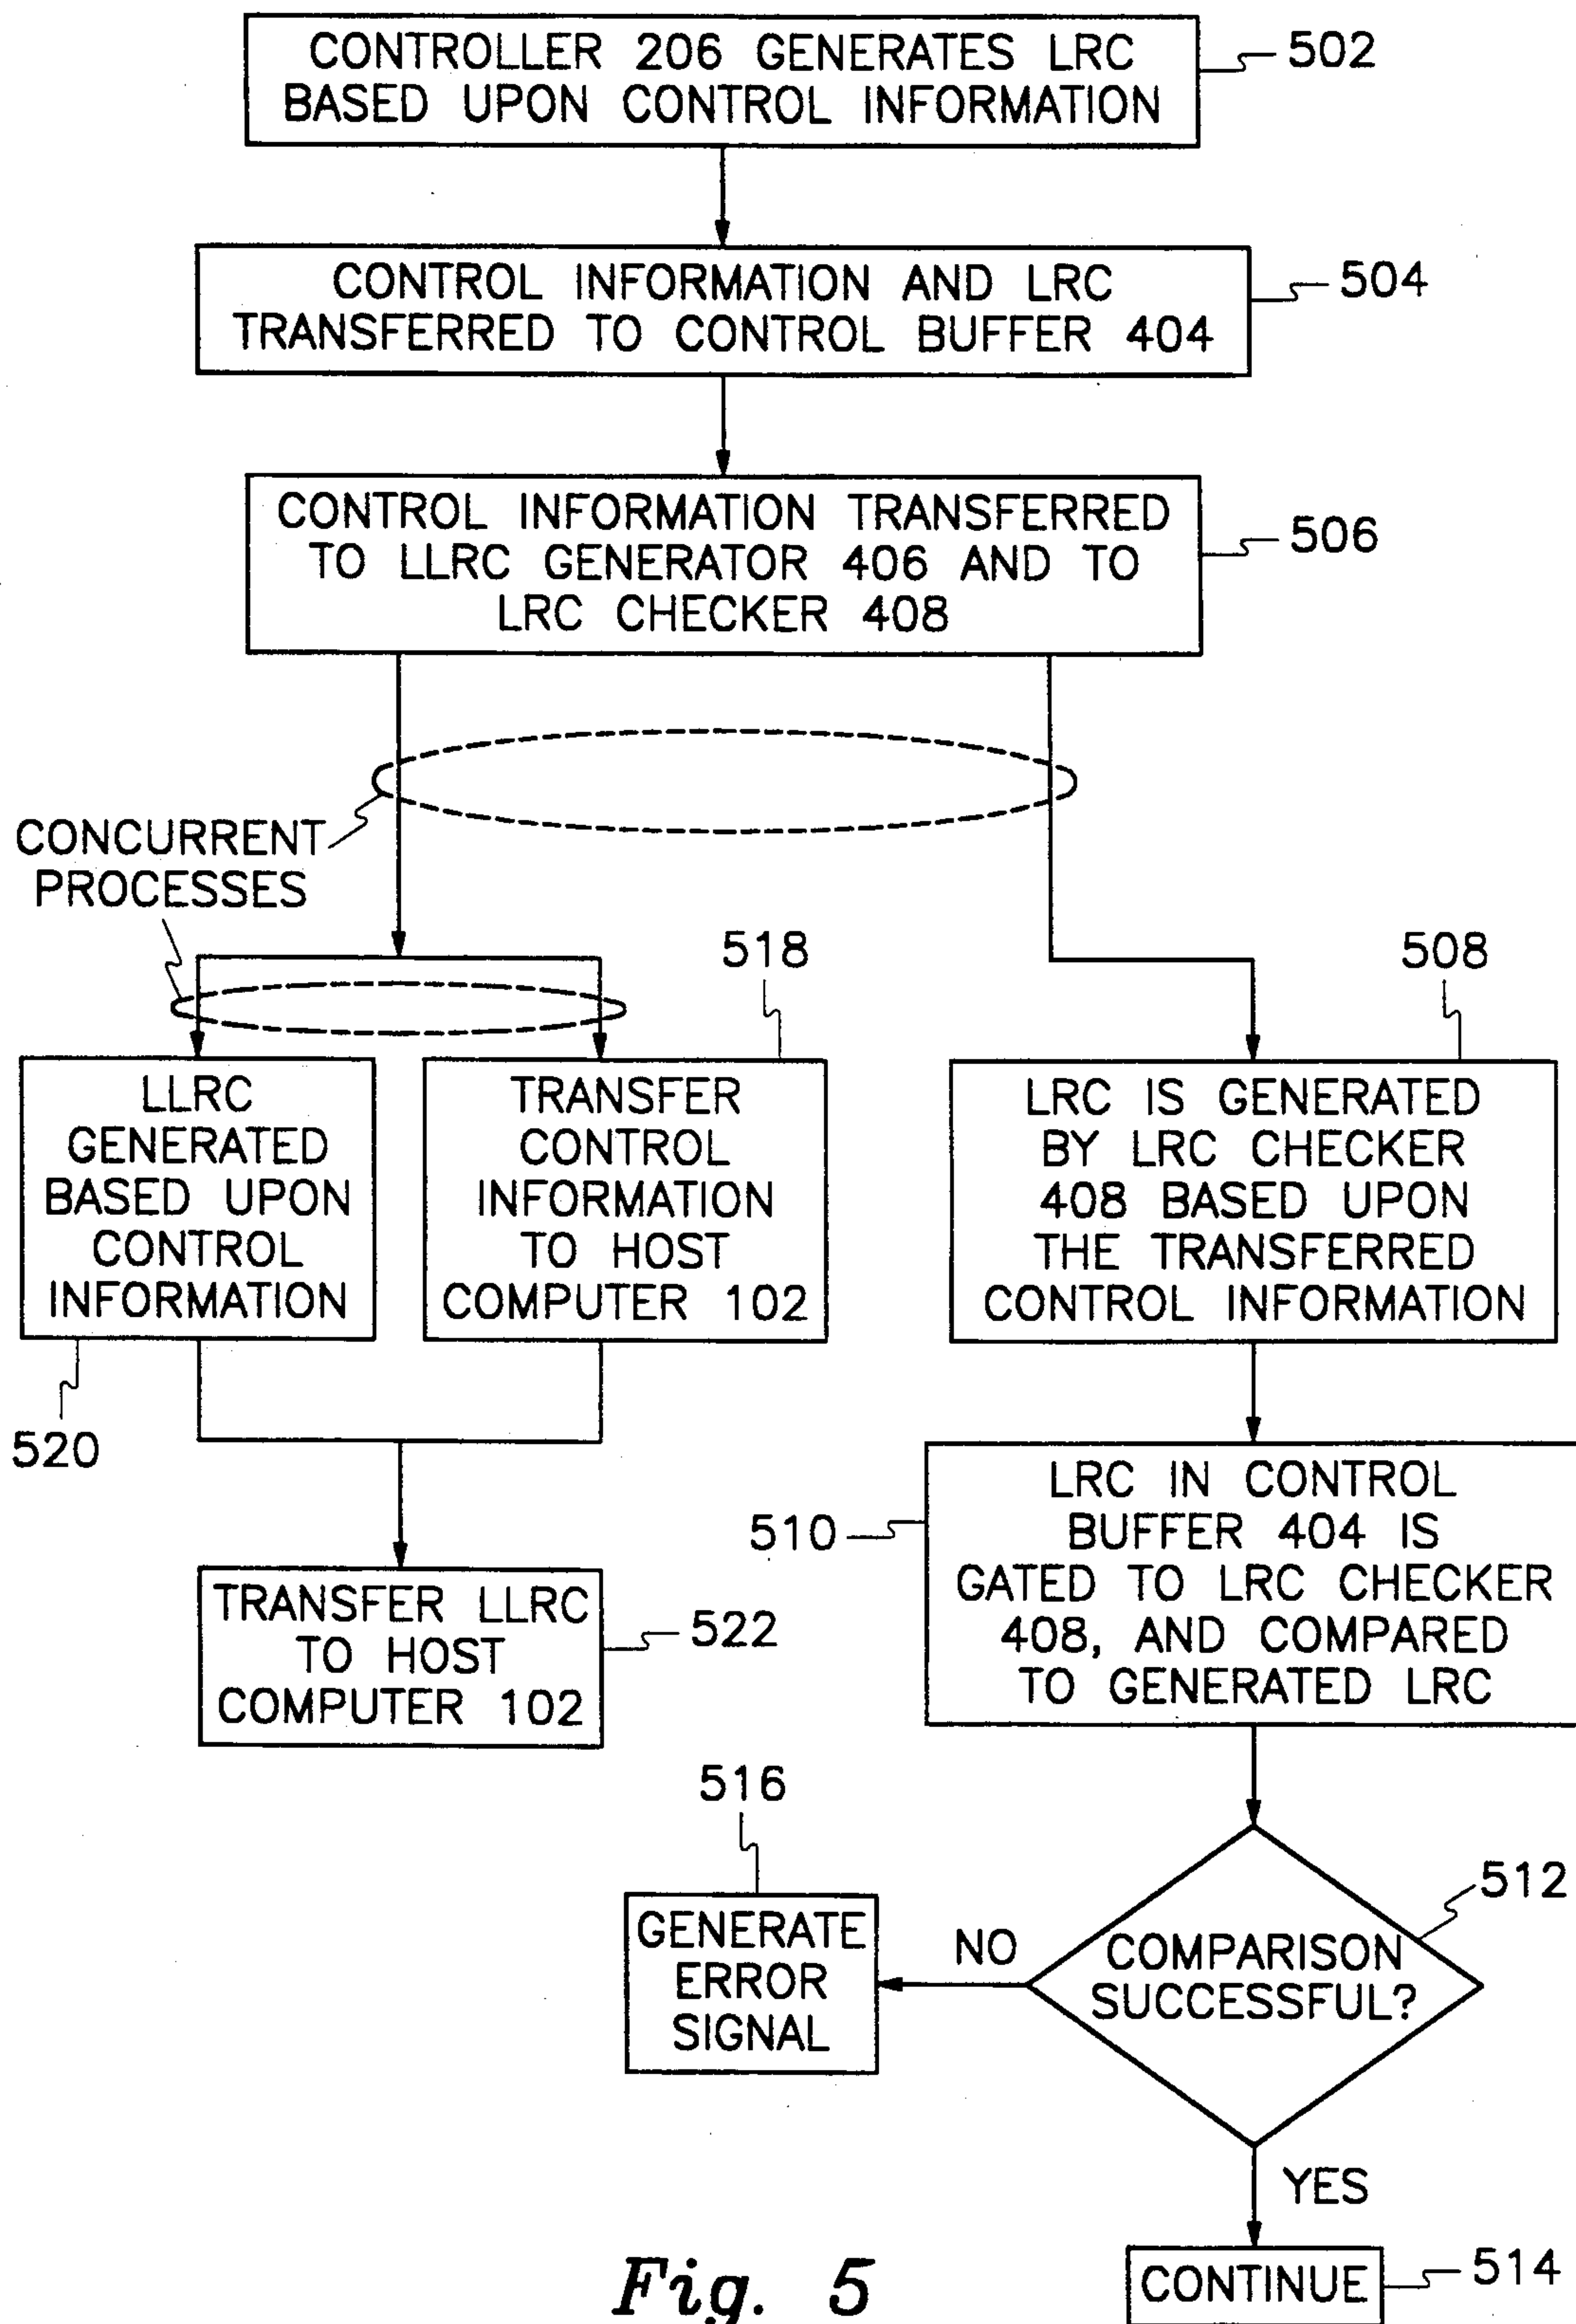 CONTROLLER 206 GENERATES LRC
BASED UPON CONTROL INFORMATION
502
CONTROL INFORMATION AND LRC
TRANSFERRED TO CONTROL BUFFER 404
504
CONTROL INFORMATION TRANSFERRED
TO LLRC GENERATOR 406 AND TO
LRC CHECKER 408
506
CONCURRENT
PROCESSES
518
508
LLRC
GENERATED
BASED UPON
CONTROL
INFORMATION
520
TRANSFER
CONTROL
INFORMATION
TO HOST
COMPUTER 102
LRC IS GENERATED
BY LRC CHECKER
408 BASED UPON
THE TRANSFERRED
CONTROL INFORMATION
510
LRC IN CONTROL
BUFFER 404 IS
GATED TO LRC CHECKER
408, AND COMPARED
TO GENERATED LRC
TRANSFER LLRC
TO HOST
COMPUTER 102
522
516
GENERATE
ERROR
SIGNAL
NO
COMPARISON
SUCCESSFUL?
512
YES
CONTINUE
514
Fig. 5